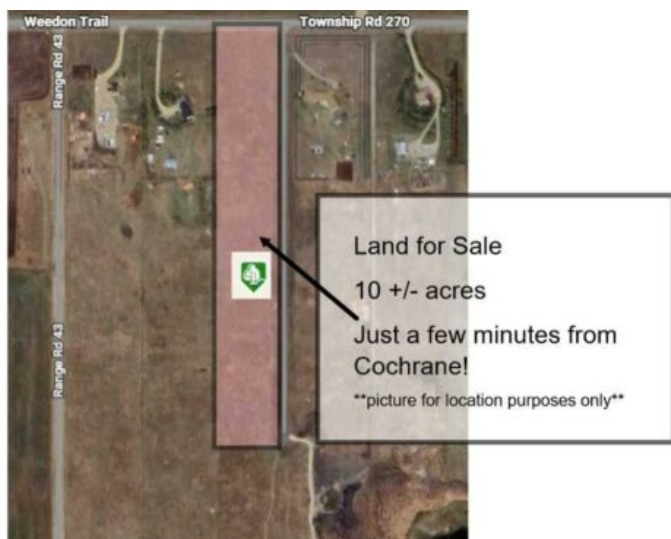 Weedon Trail
Township Rd 270
Range Rd 43
Land for Sale
10 +/- acres
Just a few minutes from
Cochrane!
**picture for location purposes only**
Range Rd 43